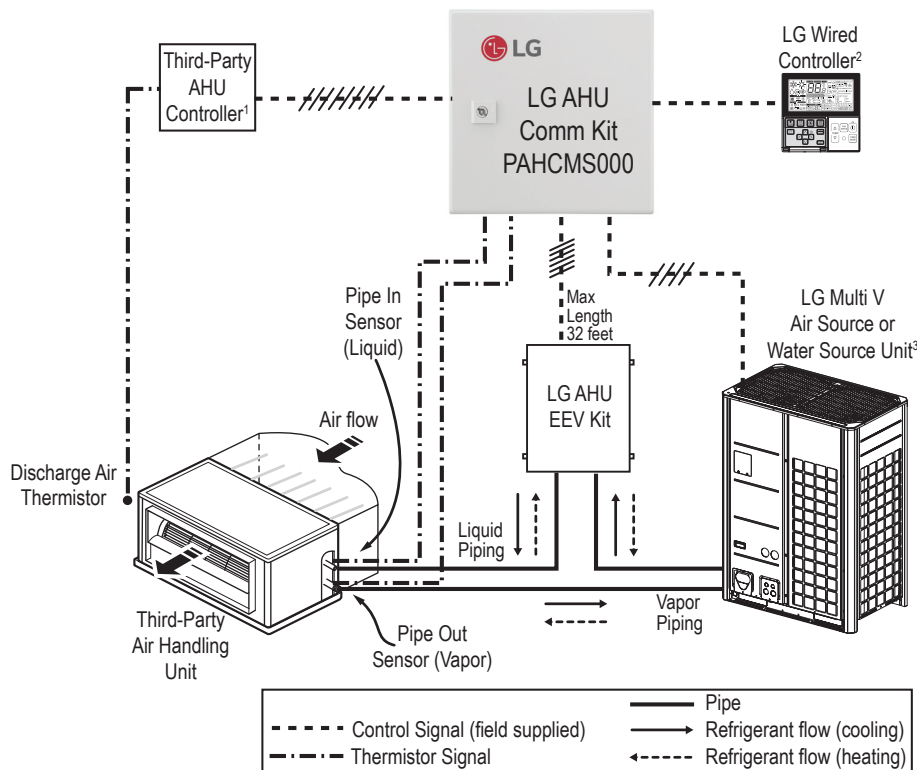 LG
LG AHU
Comm Kit
PAHCMS000
Third-Party
AHU
Controller¹
LG Wired
Controller²
Pipe In
Sensor
(Liquid)
Max
Length
32 feet
LG Multi V
Air Source or
Water Source Unit³
LG AHU
EEV Kit
Air flow
Discharge Air
Thermistor
Liquid
Piping
Vapor
Piping
Third-Party
Air Handling
Unit
Pipe Out
Sensor (Vapor)
Control Signal (field supplied)
Thermistor Signal
Pipe
Refrigerant flow (cooling)
Refrigerant flow (heating)